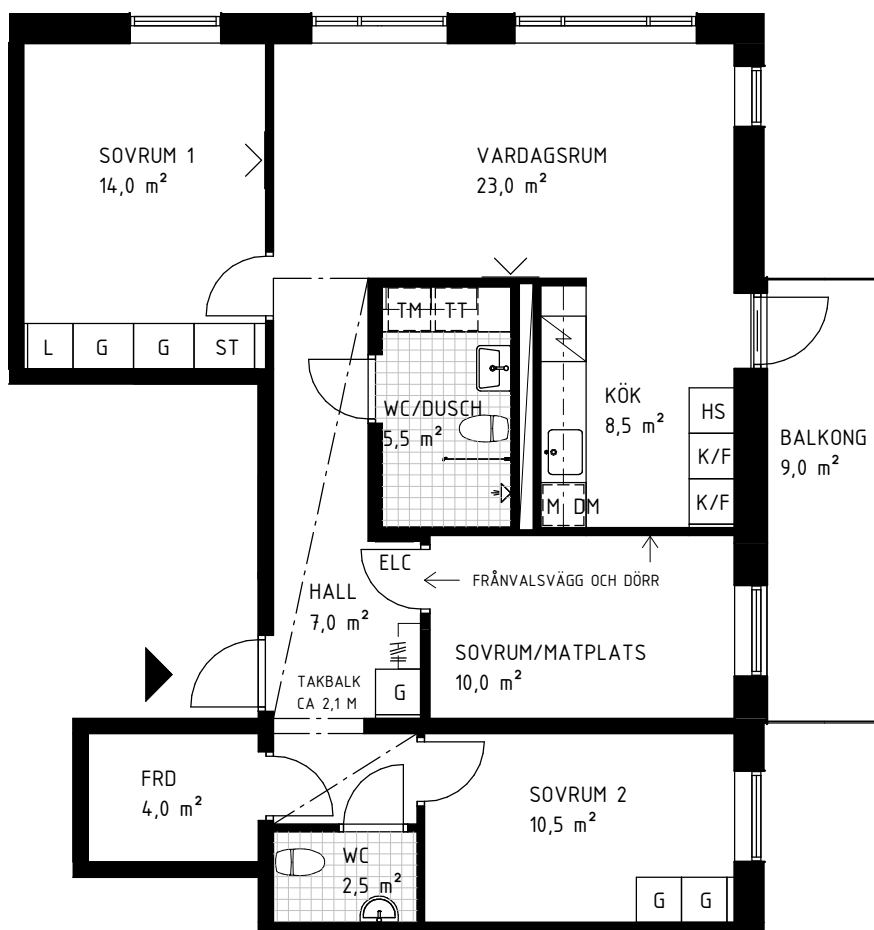 SOVRUM 1
14,0 m²
VARDAGSRUM
23,0 m²
L
G
G
ST
TM
TT
WC/DUSCH
5,5 m²
KÖK
8,5 m²
HS
K/F
K/F
M
DM
BALKONG
9,0 m²
ELC
FRÅNVALSVÄGG OCH DÖRR
HALL
7,0 m²
SOVRUM/MATPLATS
10,0 m²
TAKBALK
CA 2,1 M
G
FRD
4,0 m²
SOVRUM 2
10,5 m²
WC
2,5 m²
G
G